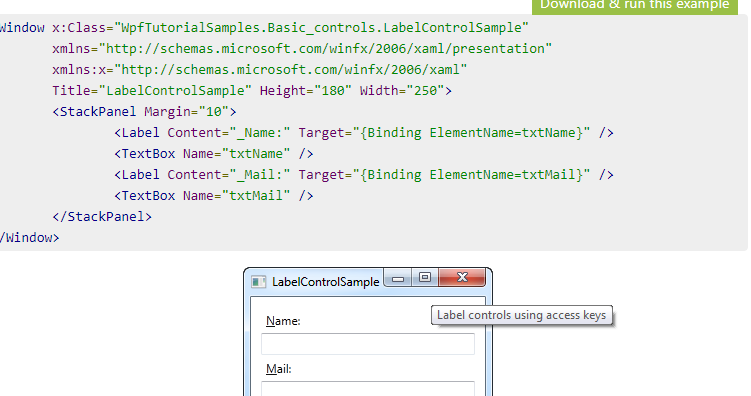 Download & run this example
Window x:Class="WpfTutorialSamples.Basic_controls.LabelControlSample"
xmlns="http://schemas.microsoft.com/winfx/2006/xaml/presentation"
xmlns:x="http://schemas.microsoft.com/winfx/2006/xaml"
Title="LabelControlSample" Height="180" Width="250">
<StackPanel Margin="10">
<Label Content="_Name:" Target="{Binding ElementName=txtName}" />
<TextBox Name="txtName" />
<Label Content="_Mail:" Target="{Binding ElementName=txtMail}" />
<TextBox Name="txtMail" />
</StackPanel>
/Window>
LabelControlSample
Label controls using access keys
Name:
Mail: